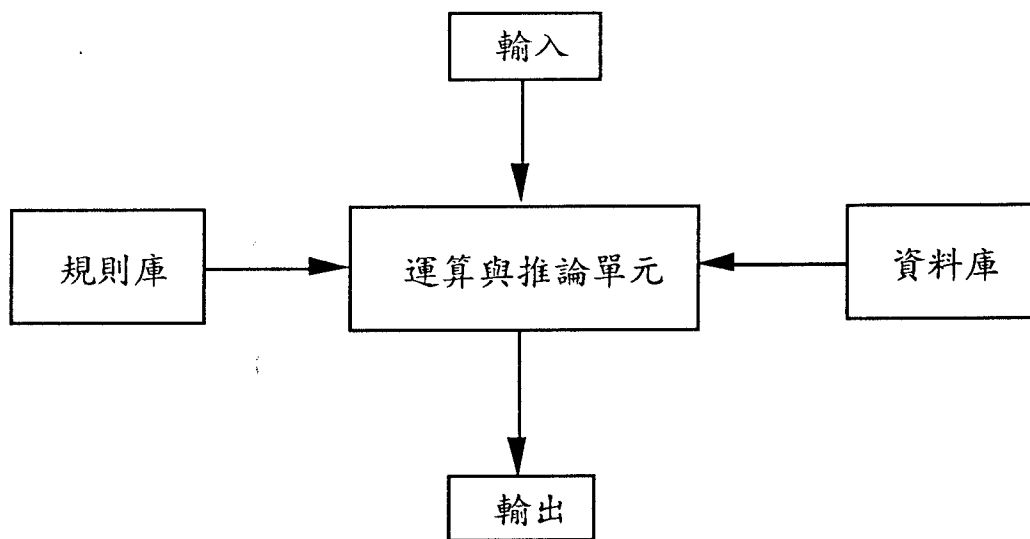 輸入
規則庫
運算與推論單元
資料庫
輸出